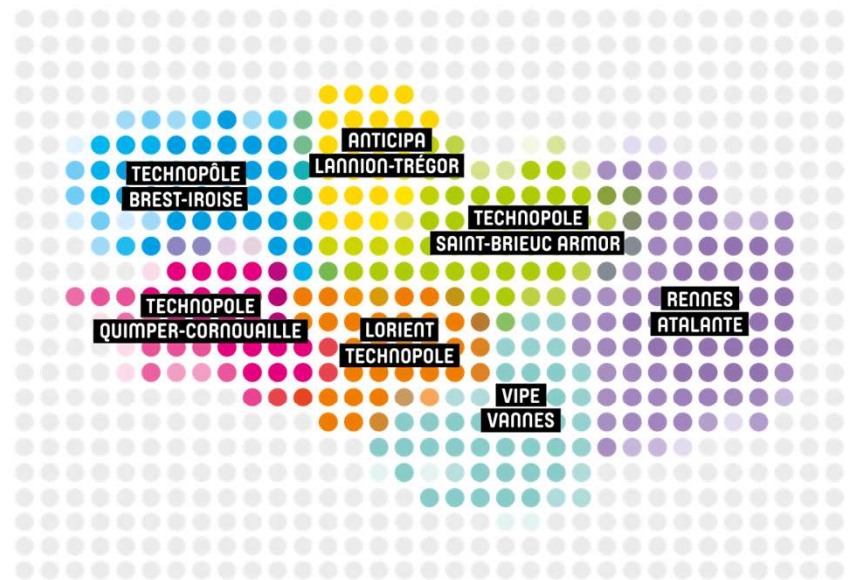 ANTICIPA
LANNION-TRÉGOR
TECHNOPÔLE
BREST-IROISE
TECHNOPOLE
SAINT-BRIEUC ARMOR
TECHNOPOLE
QUIMPER-CORNOUAILLE
LORIENT
TECHNOPOLE
RENNES
ATALANTE
VIPE
VANNES